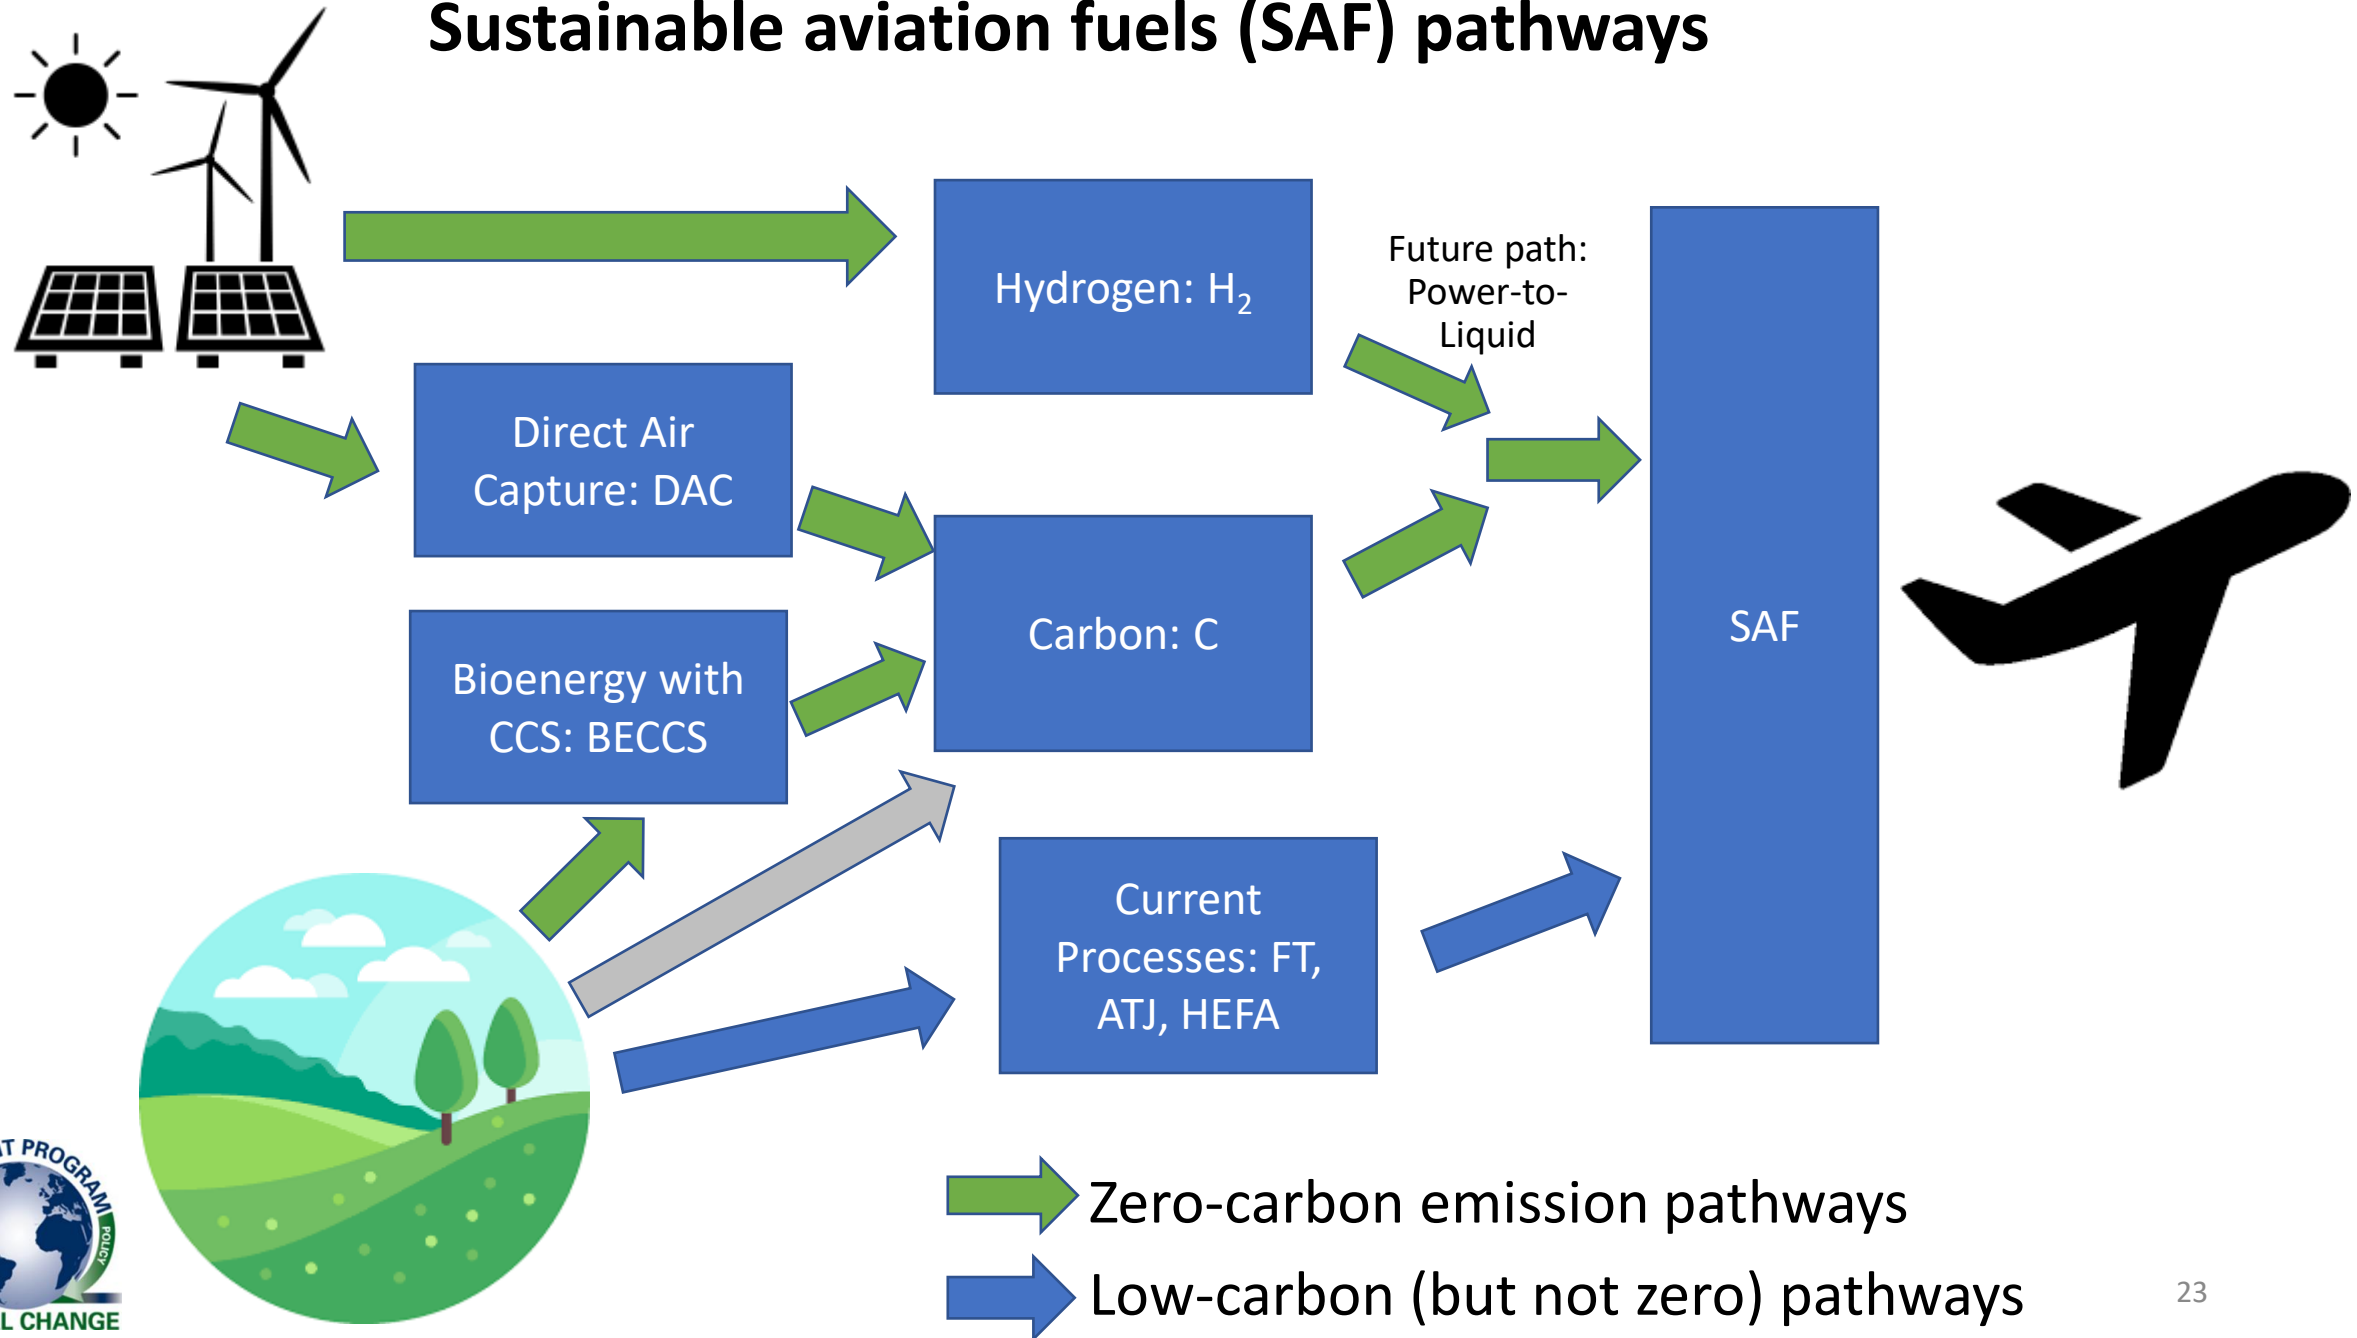 Sustainable aviation fuels (SAF) pathways
Hydrogen: H₂
Future path:
Power-to-
Liquid
Direct Air
Capture: DAC
SAF
Carbon: C
Bioenergy with
CCS: BECCS
Current
Processes: FT,
ATJ, HEFA
Zero-carbon emission pathways
Low-carbon (but not zero) pathways
23
T PROGRAM
POLICY
L CHANGE